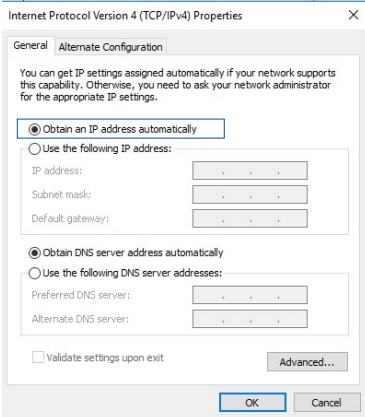 Internet Protocol Version 4 (TCP/IPv4) Properties
General
Alternate Configuration
You can get IP settings assigned automatically if your network supports
this capability. Otherwise, you need to ask your network administrator
for the appropriate IP settings.
Obtain an IP address automatically
Use the following IP address:
IP address:
Subnet mask:
Default gateway:
Obtain DNS server address automatically
Use the following DNS server addresses:
Preferred DNS server:
Alternate DNS server:
Validate settings upon exit
Advanced...
OK
Cancel